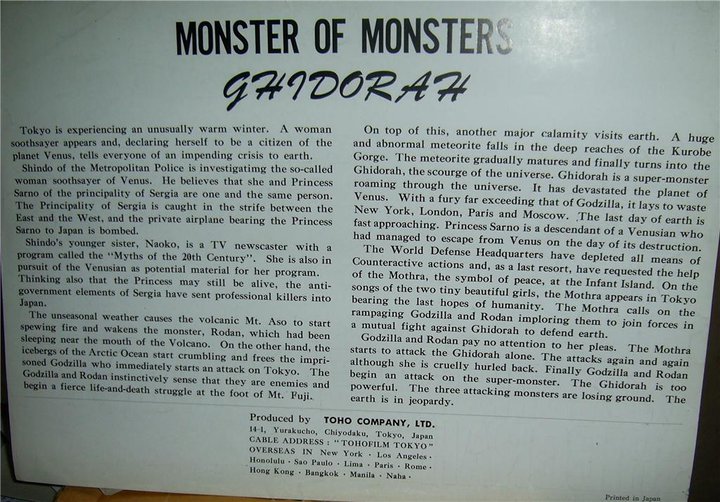 MONSTER OF MONSTERS
GHIDORAH
Tokyo is experiencing an unusually warm winter. A woman
soothsayer appears and, declaring herself to be a citizen of the
planet Venus, tells everyone of an impending crisis to earth.
Shindo of the Metropolitan Police is investigating the so-called
woman soothsayer of Venus. He believes that she and Princess
Sarno of the principality of Sergia are one and the same person.
The Principality of Sergia is caught in the strife between the
East and the West, and the private airplane bearing the Princess
Sarno to Japan is bombed.
Shindo's younger sister, Naoko, is a TV newscaster with a
program called the "Myths of the 20th Century". She is also in
pursuit of the Venusian as potential material for her program.
Thinking also that the Princess may still be alive, the anti-
government elements of Sergia have sent professional killers into
Japan.
The unseasonal weather causes the volcanic Mt. Aso to start
spewing fire and wakens the monster, Rodan, which had been
sleeping near the mouth of the Volcano. On the other hand, the
icebergs of the Arctic Ocean start crumbling and frees the impri-
soned Godzilla who immediately starts an attack on Tokyo. The
Godzilla and Rodan instinctively sense that they are enemies and
begin a fierce life-and-death struggle at the foot of Mt. Fuji.
On top of this, another major calamity visits earth. A huge
and abnormal meteorite falls in the deep reaches of the Kurobe
Gorge. The meteorite gradually matures and finally turns into the
Ghidorah, the scourge of the universe. Ghidorah is a super-monster
roaming through the universe. It has devastated the planet of
Venus. With a fury far exceeding that of Godzilla, it lays to waste
New York, London, Paris and Moscow. The last day of earth is
fast approaching. Princess Sarno is a descendant of a Venusian who
had managed to escape from Venus on the day of its destruction.
The World Defense Headquarters have depleted all means of
Counteractive actions and, as a last resort, have requested the help
of the Mothra, the symbol of peace, at the Infant Island. On the
songs of the two tiny beautiful girls, the Mothra appears in Tokyo
bearing the last hopes of humanity. The Mothra calls on the
rampaging Godzilla and Rodan imploring them to join forces in
a mutual fight against Ghidorah to defend earth.
Godzilla and Rodan pay no attention to her pleas. The Mothra
starts to attack the Ghidorah alone. The attacks again and again
although she is cruelly hurled back. Finally Godzilla and Rodan
begin an attack on the super-monster. The Ghidorah is too
powerful. The three attacking monsters are losing ground. The
earth is in jeopardy.
Produced by TOHO COMPANY, LTD.
14-1, Yurakucho, Chiyodaku, Tokyo, Japan
CABLE ADDRESS : "TOHOFILM TOKYO"
OVERSEAS IN New York · Los Angeles ·
Honolulu · Sao Paulo · Lima · Paris · Rome ·
Hong Kong · Bangkok · Manila · Naha ·
Printed in Japan